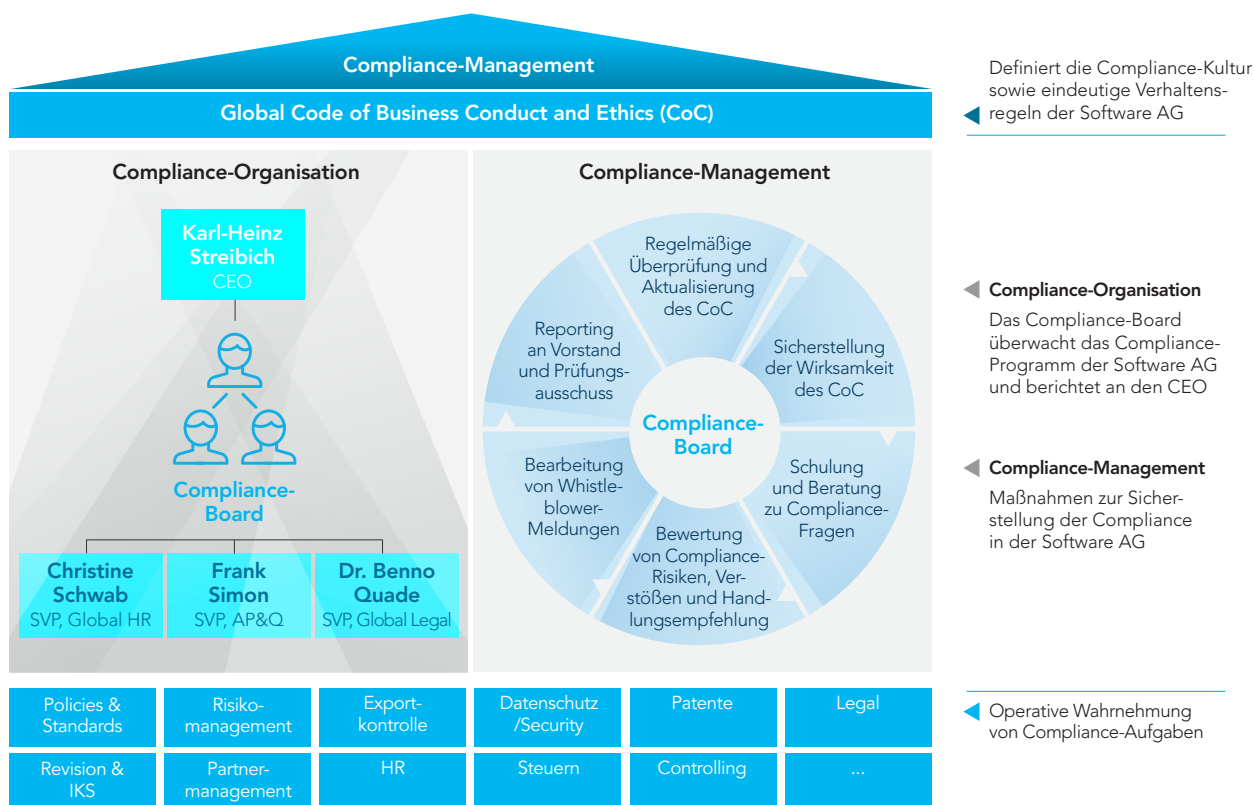 Compliance-Management
Global Code of Business Conduct and Ethics (CoC)
Definiert die Compliance-Kultur
sowie eindeutige Verhaltens-
regeln der Software AG
Compliance-Organisation
Karl-Heinz
Streibich
CEO
Compliance-
Board
Christine
Schwab
SVP, Global HR
Frank
Simon
SVP, AP&Q
Dr. Benno
Quade
SVP, Global Legal
Compliance-Management
Regelmäßige
Überprüfung und
Aktualisierung
des CoC
Sicherstellung
der Wirksamkeit
des CoC
Schulung
und Beratung
zu Compliance-
Fragen
Bewertung
von Compliance-
Risiken, Ver-
stößen und Hand-
lungsempfehlung
Bearbeitung
von Whistle-
blower-
Meldungen
Reporting
an Vorstand
und Prüfungs-
ausschuss
Compliance-
Board
Compliance-Organisation
Das Compliance-Board
überwacht das Compliance-
Programm der Software AG
und berichtet an den CEO
Compliance-Management
Maßnahmen zur Sicher-
stellung der Compliance
in der Software AG
Policies &
Standards
Risiko-
management
Export-
kontrolle
Datenschutz
/Security
Patente
Legal
Revision &
IKS
Partner-
management
HR
Steuern
Controlling
...
Operative Wahrnehmung
von Compliance-Aufgaben